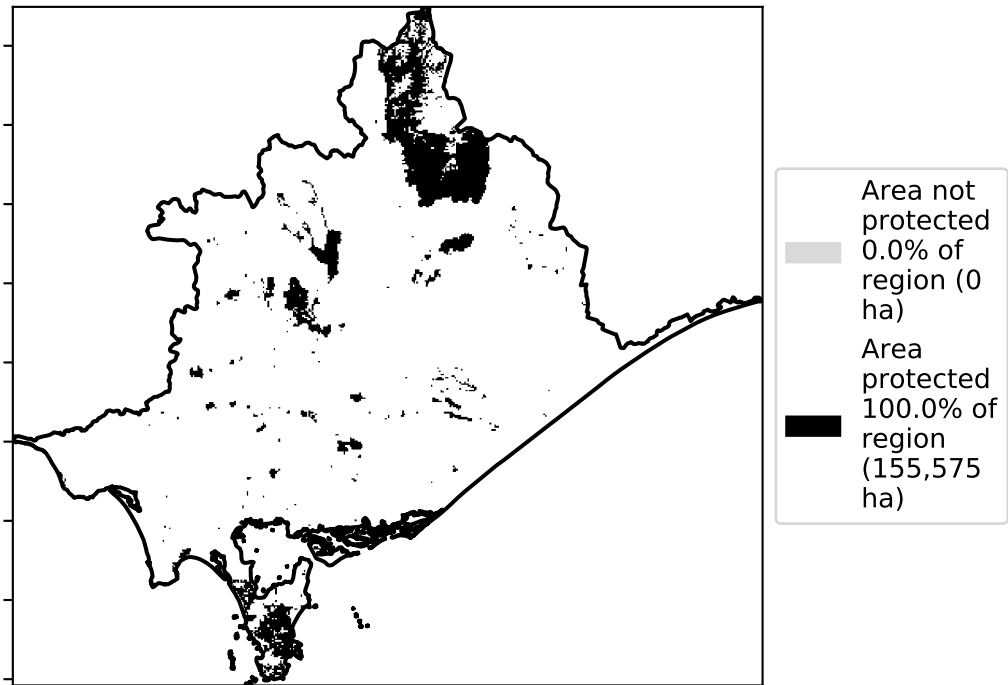 Area not
protected
0.0% of
region (0
ha)
Area
protected
100.0% of
region
(155,575
ha)